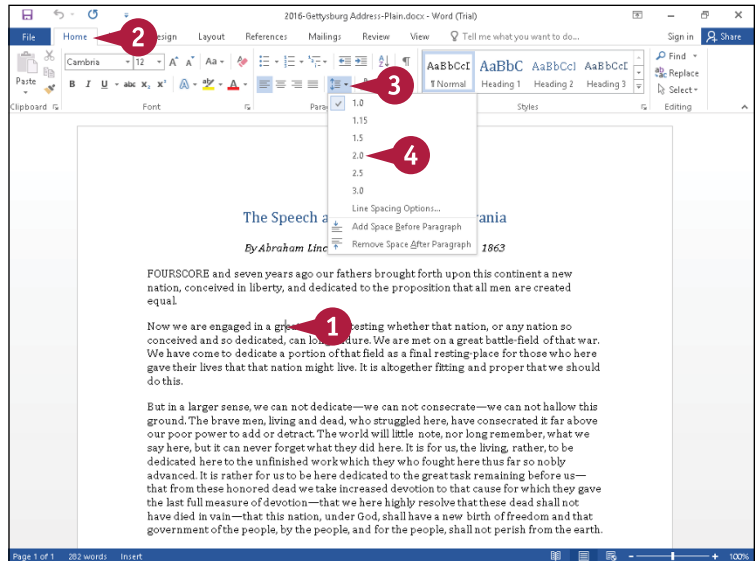 2016-Gettysburg Address-Plain.docx - Word (Trial)
File Home 2 esign Layout References Mailings Review View Tell me what you want to do... Sign in Share
Cambria 12 A A Aa Find
Paste Replace
B I U abc X₂ X² A aby A 3 Select
AaBbCcI AaBbC AaBbCcI AaBbCcI
¶ Normal Heading 1 Heading 2 Heading 3
Clipboard Font Para Styles Editing
1.0
1.15
1.5
2.0 4
2.5
3.0
Line Spacing Options...
Add Space Before Paragraph
Remove Space After Paragraph
The Speech a ania
By Abraham Linc 1863
FOURSCORE and seven years ago our fathers brought forth upon this continent a new
nation, conceived in liberty, and dedicated to the proposition that all men are created
equal.
Now we are engaged in a gre 1 testing whether that nation, or any nation so
conceived and so dedicated, can lon dure. We are met on a great battle-field of that war.
We have come to dedicate a portion of that field as a final resting-place for those who here
gave their lives that that nation might live. It is altogether fitting and proper that we should
do this.
But in a larger sense, we can not dedicate—we can not consecrate—we can not hallow this
ground. The brave men, living and dead, who struggled here, have consecrated it far above
our poor power to add or detract. The world will little note, nor long remember, what we
say here, but it can never forget what they did here. It is for us, the living, rather, to be
dedicated here to the unfinished work which they who fought here thus far so nobly
advanced. It is rather for us to be here dedicated to the great task remaining before us—
that from these honored dead we take increased devotion to that cause for which they gave
the last full measure of devotion—that we here highly resolve that these dead shall not
have died in vain—that this nation, under God, shall have a new birth of freedom and that
government of the people, by the people, and for the people, shall not perish from the earth.
Page 1 of 1 282 words Insert 100%